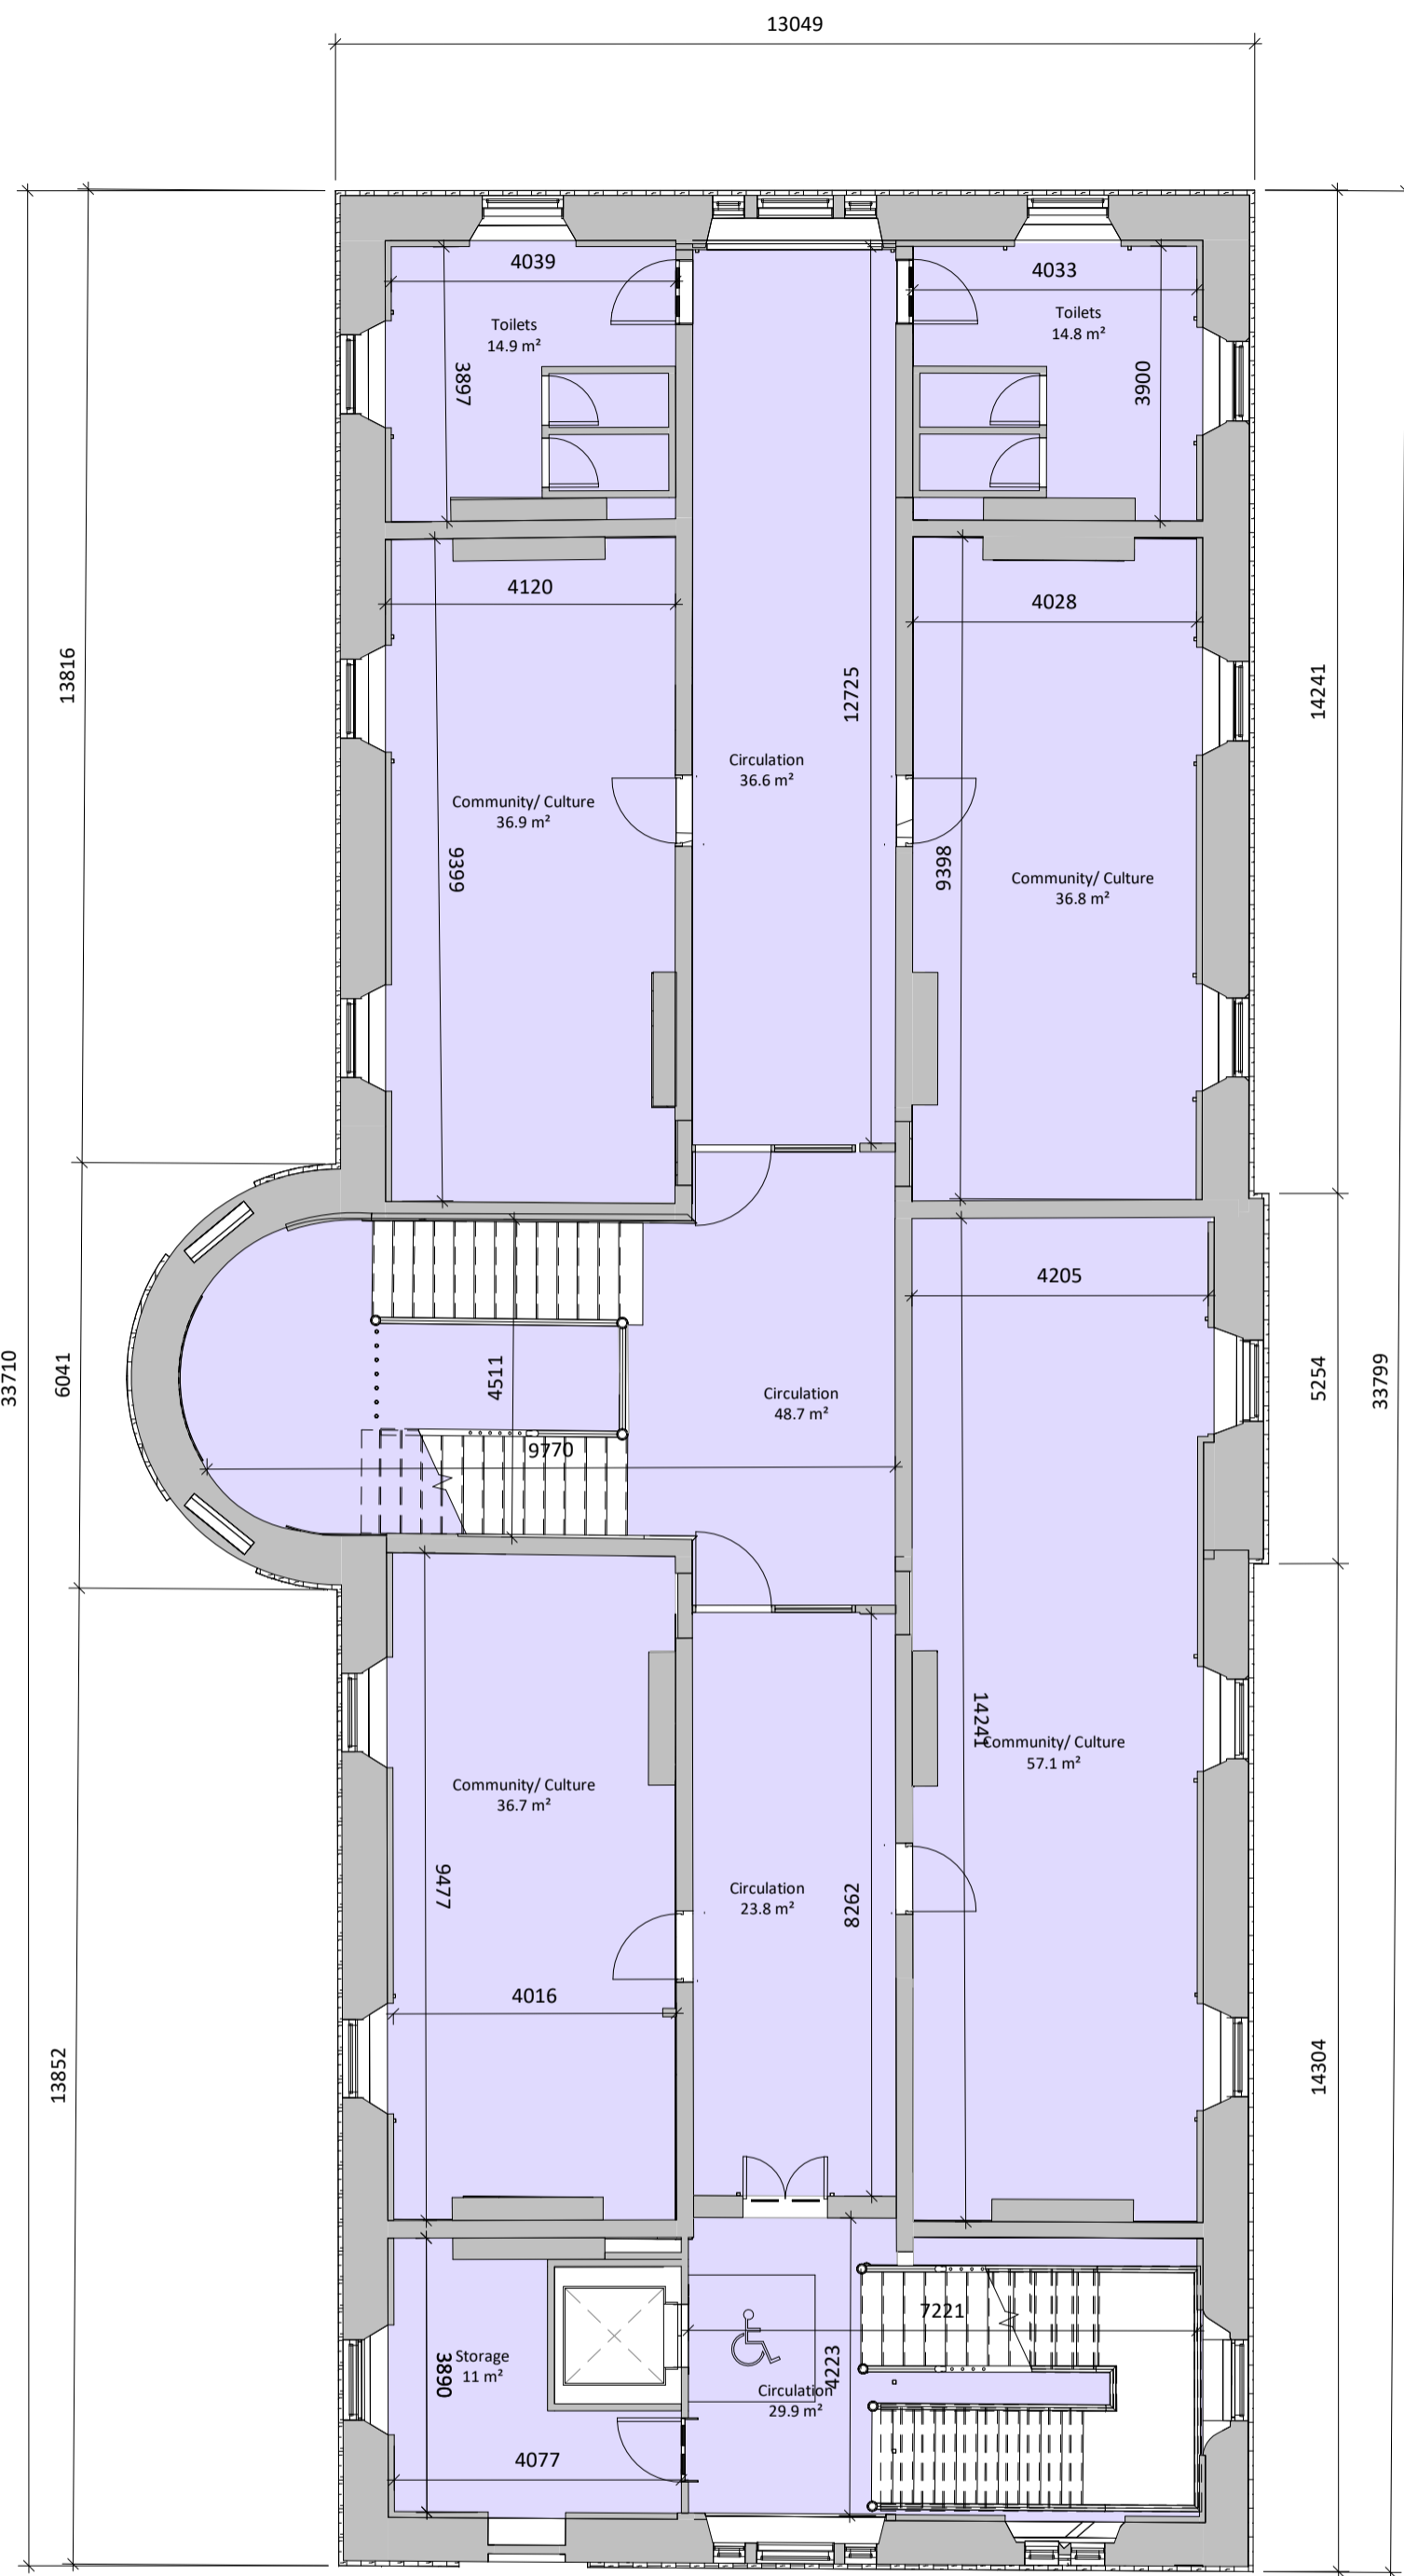 13049
4039
4033
Toilets
14.9 m²
Toilets
14.8 m²
3897
3900
4120
4028
13816
12725
14241
Circulation
36.6 m²
Community/ Culture
36.9 m²
9399
9398
Community/ Culture
36.8 m²
4205
33710
6041
4511
Circulation
48.7 m²
5254
33799
9770
14241
Community/ Culture
57.1 m²
Community/ Culture
36.7 m²
9477
Circulation
23.8 m²
8262
4016
13852
14304
7221
Storage
11 m²
3890
4223
Circulation
29.9 m²
4077